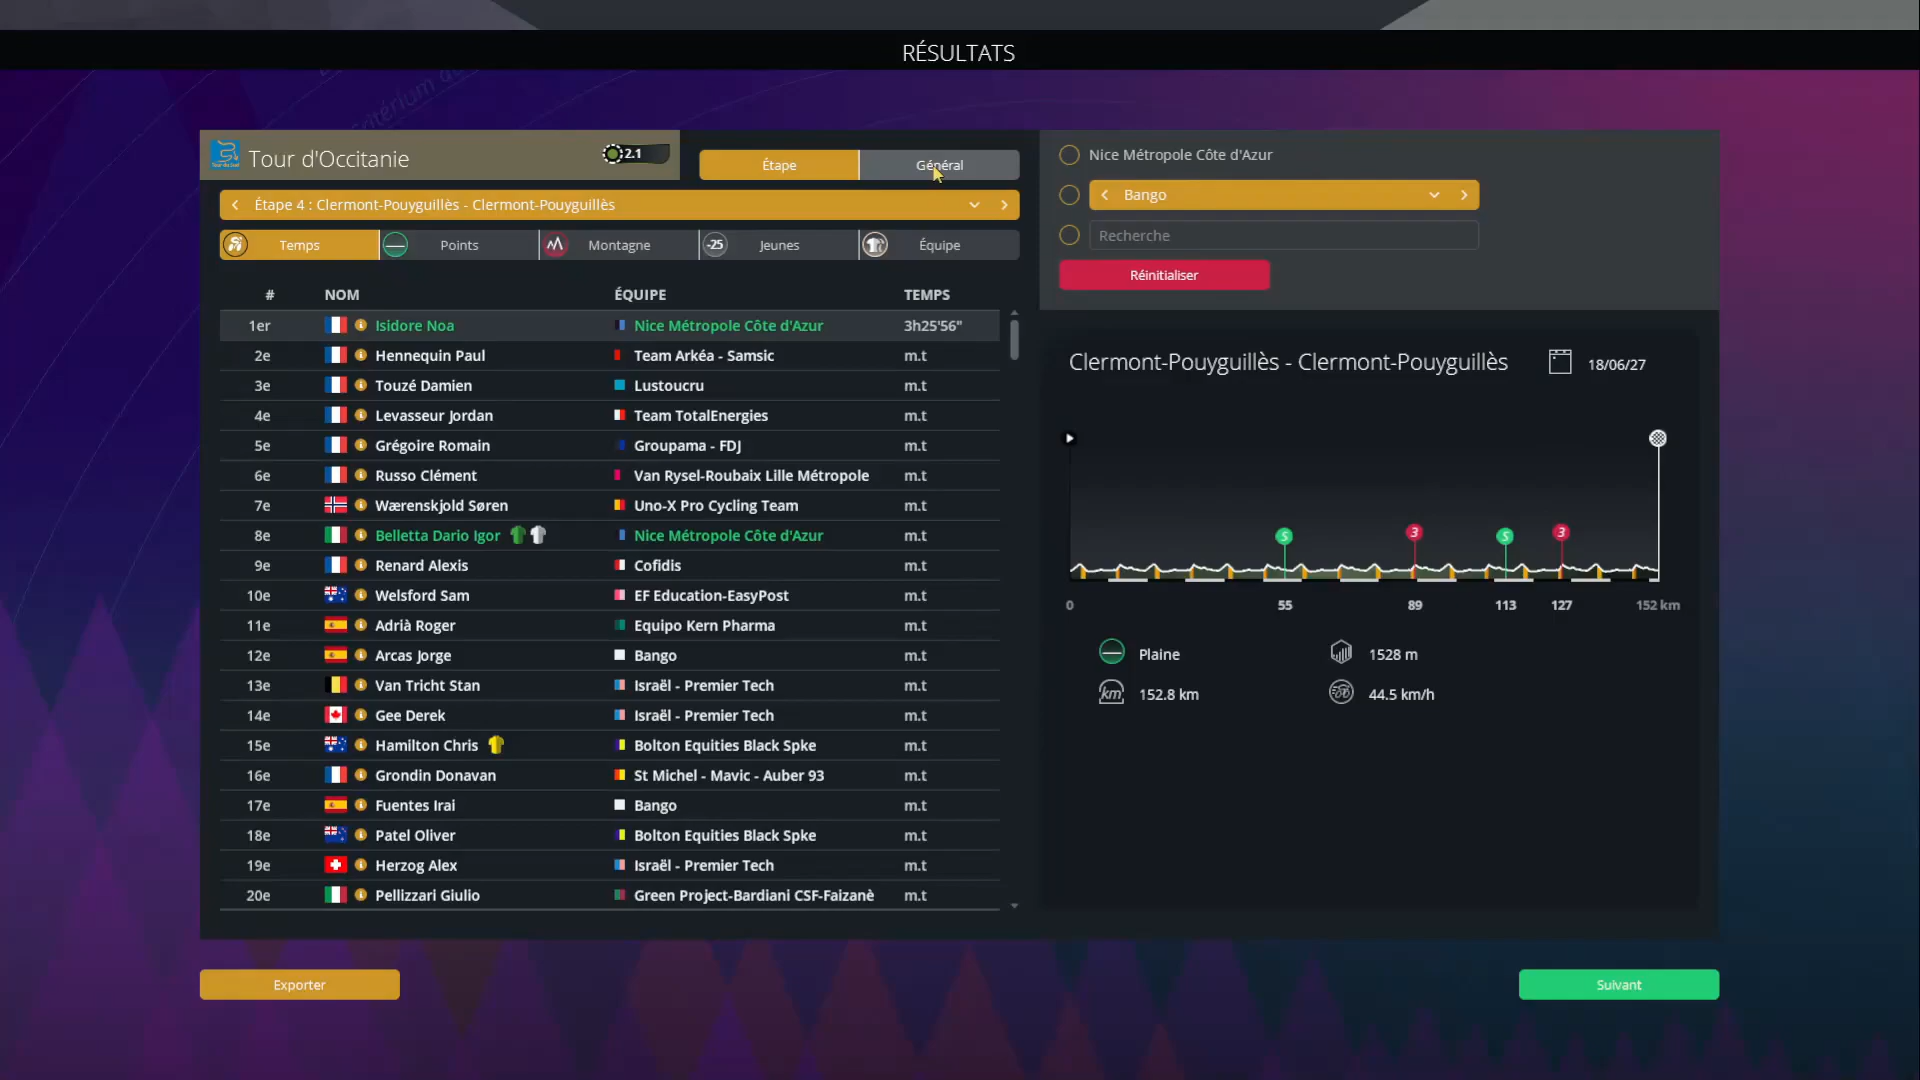 RÉSULTATS
Tour d'Occitanie
2.1
Étape
Général
Étape 4 : Clermont-Pouyguillès - Clermont-Pouyguillès
Temps
Points
Montagne
-25
Jeunes
Équipe
# NOM ÉQUIPE TEMPS
1er Isidore Noa Nice Métropole Côte d'Azur 3h25'56"
2e Hennequin Paul Team Arkéa - Samsic m.t
3e Touzé Damien Lustoucru m.t
4e Levasseur Jordan Team TotalEnergies m.t
5e Grégoire Romain Groupama - FDJ m.t
6e Russo Clément Van Rysel-Roubaix Lille Métropole m.t
7e Wærenskjold Søren Uno-X Pro Cycling Team m.t
8e Belletta Dario Igor Nice Métropole Côte d'Azur m.t
9e Renard Alexis Cofidis m.t
10e Welsford Sam EF Education-EasyPost m.t
11e Adrià Roger Equipo Kern Pharma m.t
12e Arcas Jorge Bango m.t
13e Van Tricht Stan Israël - Premier Tech m.t
14e Gee Derek Israël - Premier Tech m.t
15e Hamilton Chris Bolton Equities Black Spke m.t
16e Grondin Donavan St Michel - Mavic - Auber 93 m.t
17e Fuentes Irai Bango m.t
18e Patel Oliver Bolton Equities Black Spke m.t
19e Herzog Alex Israël - Premier Tech m.t
20e Pellizzari Giulio Green Project-Bardiani CSF-Faizanè m.t
Nice Métropole Côte d'Azur
Bango
Recherche
Réinitialiser
Clermont-Pouyguillès - Clermont-Pouyguillès 18/06/27
S 3 S 3
0 55 89 113 127 152 km
Plaine 1528 m
km 152.8 km 44.5 km/h
Exporter
Suivant